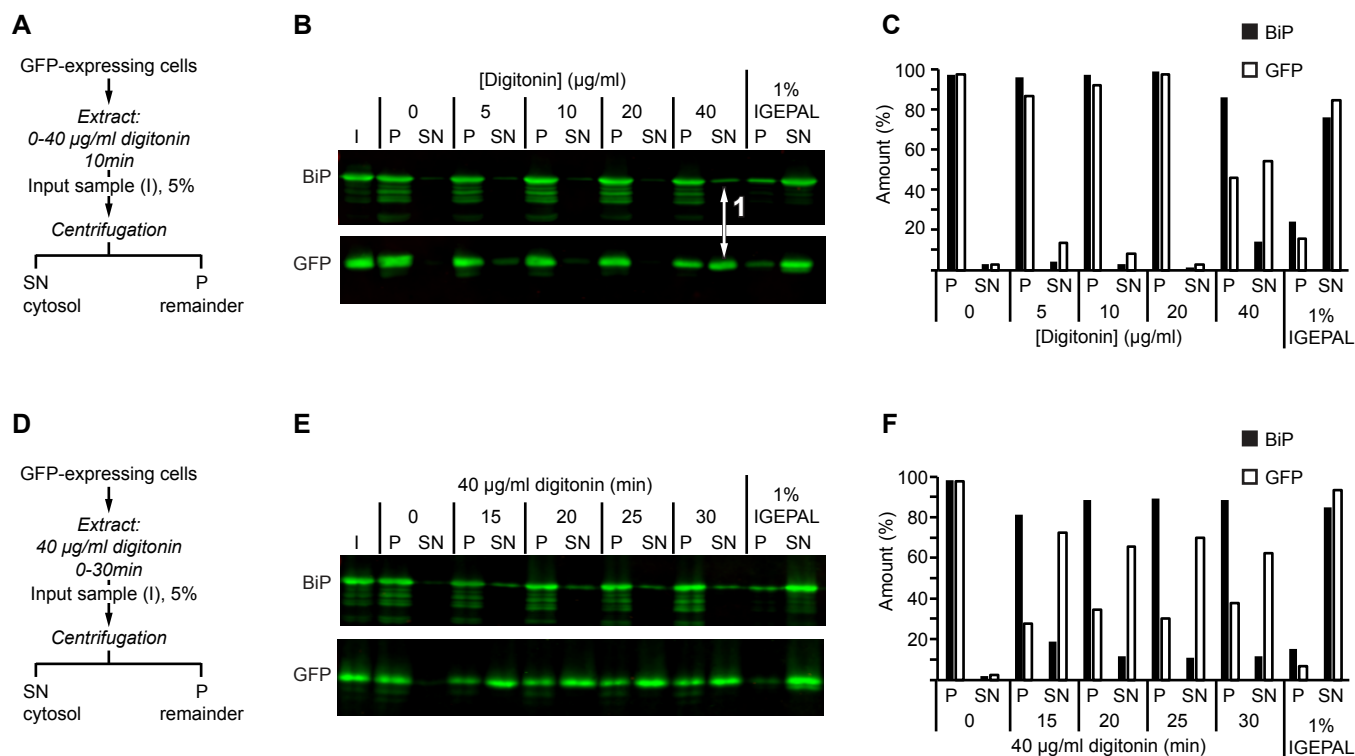 A
GFP-expressing cells
Extract:
0-40 µg/ml digitonin
10min
Input sample (I), 5%
Centrifugation
SN P
cytosol remainder
B
[Digitonin] (µg/ml)
1%
0 5 10 20 40 IGEPAL
I P SN P SN P SN P SN P SN P SN
BiP
1
GFP
C
BiP
GFP
Amount (%)
100
80
60
40
20
P SN P SN P SN P SN P SN P SN
0 5 10 20 40 1%
[Digitonin] (µg/ml) IGEPAL
D
GFP-expressing cells
Extract:
40 µg/ml digitonin
0-30min
Input sample (I), 5%
Centrifugation
SN P
cytosol remainder
E
40 µg/ml digitonin (min)
1%
0 15 20 25 30 IGEPAL
I P SN P SN P SN P SN P SN P SN
BiP
GFP
F
BiP
GFP
Amount (%)
100
80
60
40
20
P SN P SN P SN P SN P SN P SN
0 15 20 25 30 1%
40 µg/ml digitonin (min) IGEPAL